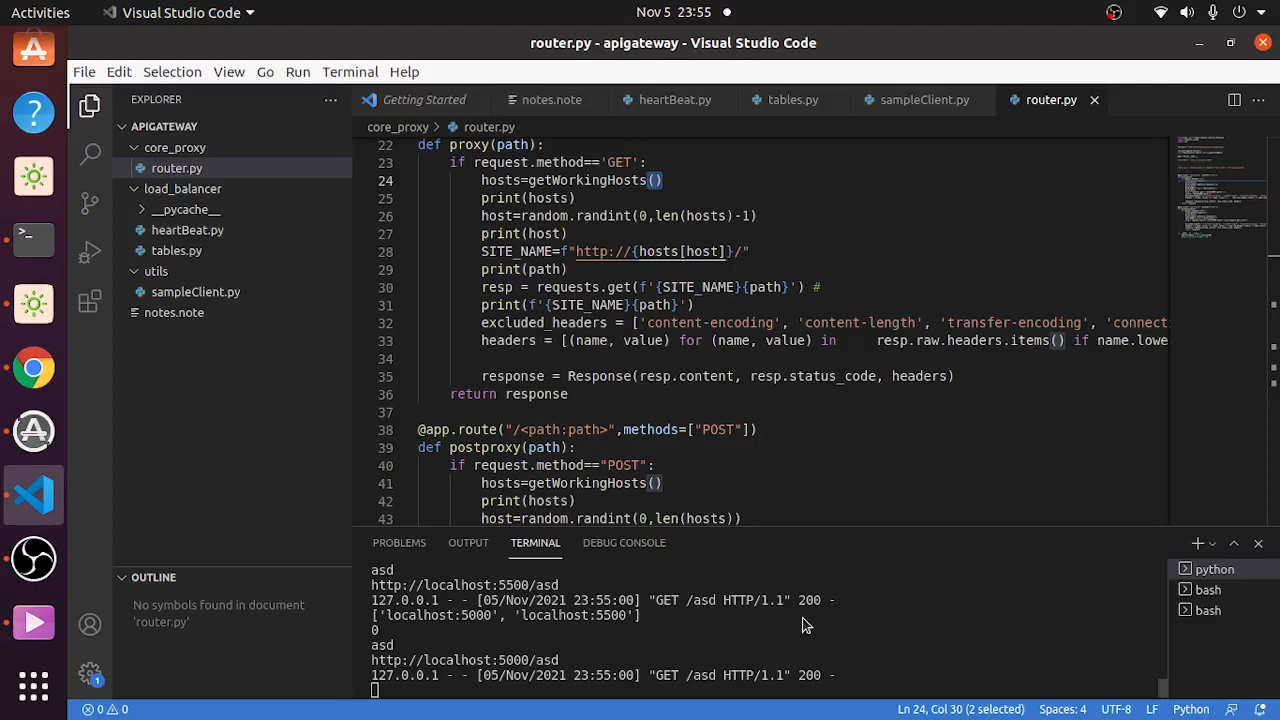 Activities
Visual Studio Code
Nov 5 23:55
router.py - apigateway - Visual Studio Code
File Edit Selection View Go Run Terminal Help
EXPLORER
Getting Started
notes.note
heartBeat.py
tables.py
sampleClient.py
router.py
APIGATEWAY
core_proxy
router.py
load_balancer
__pycache__
heartBeat.py
tables.py
utils
sampleClient.py
notes.note
core_proxy > router.py
22 def proxy(path):
23 if request.method=='GET':
24 hosts=getWorkingHosts()
25 print(hosts)
26 host=random.randint(0,len(hosts)-1)
27 print(host)
28 SITE_NAME=f"http://{hosts[host]}/"
29 print(path)
30 resp = requests.get(f'{SITE_NAME}{path}') #
31 print(f'{SITE_NAME}{path}')
32 excluded_headers = ['content-encoding', 'content-length', 'transfer-encoding', 'connect
33 headers = [(name, value) for (name, value) in resp.raw.headers.items() if name.lowe
34
35 response = Response(resp.content, resp.status_code, headers)
36 return response
37
38 @app.route("/<path:path>",methods=["POST"])
39 def postproxy(path):
40 if request.method=="POST":
41 hosts=getWorkingHosts()
42 print(hosts)
43 host=random.randint(0,len(hosts))
OUTLINE
No symbols found in document
'router.py'
PROBLEMS OUTPUT TERMINAL DEBUG CONSOLE
asd
http://localhost:5500/asd
127.0.0.1 - - [05/Nov/2021 23:55:00] "GET /asd HTTP/1.1" 200 -
['localhost:5000', 'localhost:5500']
0
asd
http://localhost:5000/asd
127.0.0.1 - - [05/Nov/2021 23:55:00] "GET /asd HTTP/1.1" 200 -
python
bash
bash
1
0 0
Ln 24, Col 30 (2 selected)
Spaces: 4
UTF-8
LF
Python